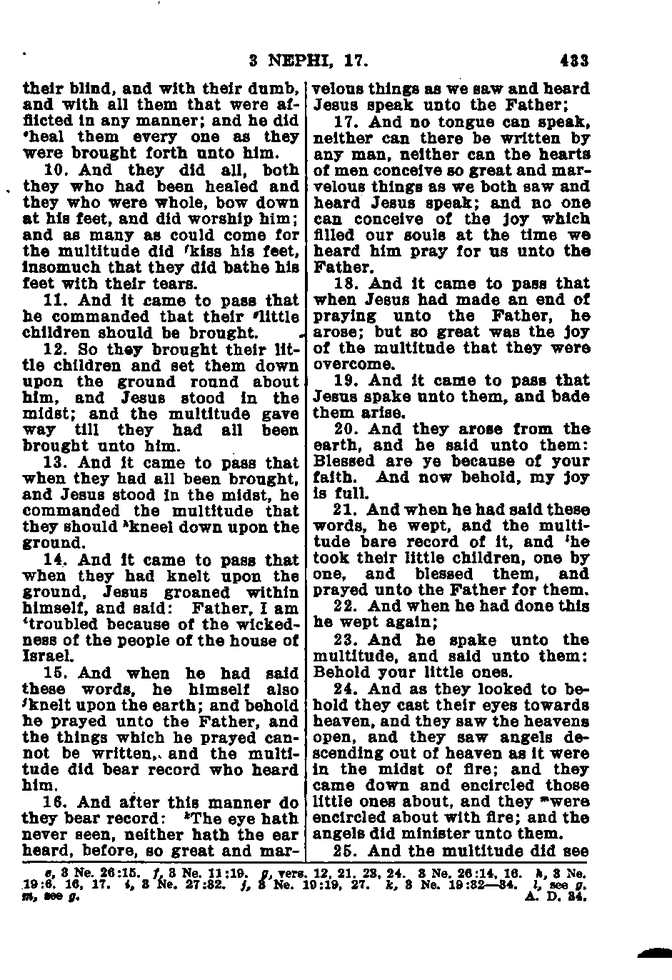 3 NEPHI, 17. 433
their blind, and with their dumb,
and with all them that were af-
flicted in any manner; and he did
ᵉheal them every one as they
were brought forth unto him.
10. And they did all, both
they who had been healed and
they who were whole, bow down
at his feet, and did worship him;
and as many as could come for
the multitude did ᶠkiss his feet,
insomuch that they did bathe his
feet with their tears.
11. And it came to pass that
he commanded that their ᵍlittle
children should be brought.
12. So they brought their lit-
tle children and set them down
upon the ground round about
him, and Jesus stood in the
midst; and the multitude gave
way till they had all been
brought unto him.
13. And it came to pass that
when they had all been brought,
and Jesus stood in the midst, he
commanded the multitude that
they should ʰkneel down upon the
ground.
14. And it came to pass that
when they had knelt upon the
ground, Jesus groaned within
himself, and said: Father, I am
ⁱtroubled because of the wicked-
ness of the people of the house of
Israel.
15. And when he had said
these words, he himself also
ʲknelt upon the earth; and behold
he prayed unto the Father, and
the things which he prayed can-
not be written, and the multi-
tude did bear record who heard
him.
16. And after this manner do
they bear record: ᵏThe eye hath
never seen, neither hath the ear
heard, before, so great and mar-
velous things as we saw and heard
Jesus speak unto the Father;
17. And no tongue can speak,
neither can there be written by
any man, neither can the hearts
of men conceive so great and mar-
velous things as we both saw and
heard Jesus speak; and no one
can conceive of the joy which
filled our souls at the time we
heard him pray for us unto the
Father.
18. And it came to pass that
when Jesus had made an end of
praying unto the Father, he
arose; but so great was the joy
of the multitude that they were
overcome.
19. And it came to pass that
Jesus spake unto them, and bade
them arise.
20. And they arose from the
earth, and he said unto them:
Blessed are ye because of your
faith. And now behold, my joy
is full.
21. And when he had said these
words, he wept, and the multi-
tude bare record of it, and ˡhe
took their little children, one by
one, and blessed them, and
prayed unto the Father for them.
22. And when he had done this
he wept again;
23. And he spake unto the
multitude, and said unto them:
Behold your little ones.
24. And as they looked to be-
hold they cast their eyes towards
heaven, and they saw the heavens
open, and they saw angels de-
scending out of heaven as it were
in the midst of fire; and they
came down and encircled those
little ones about, and they ᵐwere
encircled about with fire; and the
angels did minister unto them.
25. And the multitude did see
e, 3 Ne. 26:15. f, 3 Ne. 11:19. g, vers. 12, 21, 23, 24. 3 Ne. 26:14, 16. h, 3 Ne.
19:6, 16, 17. i, 3 Ne. 27:32. j, 3 Ne. 19:19, 27. k, 3 Ne. 19:32—34. l, see g.
m, see g. A. D. 34.